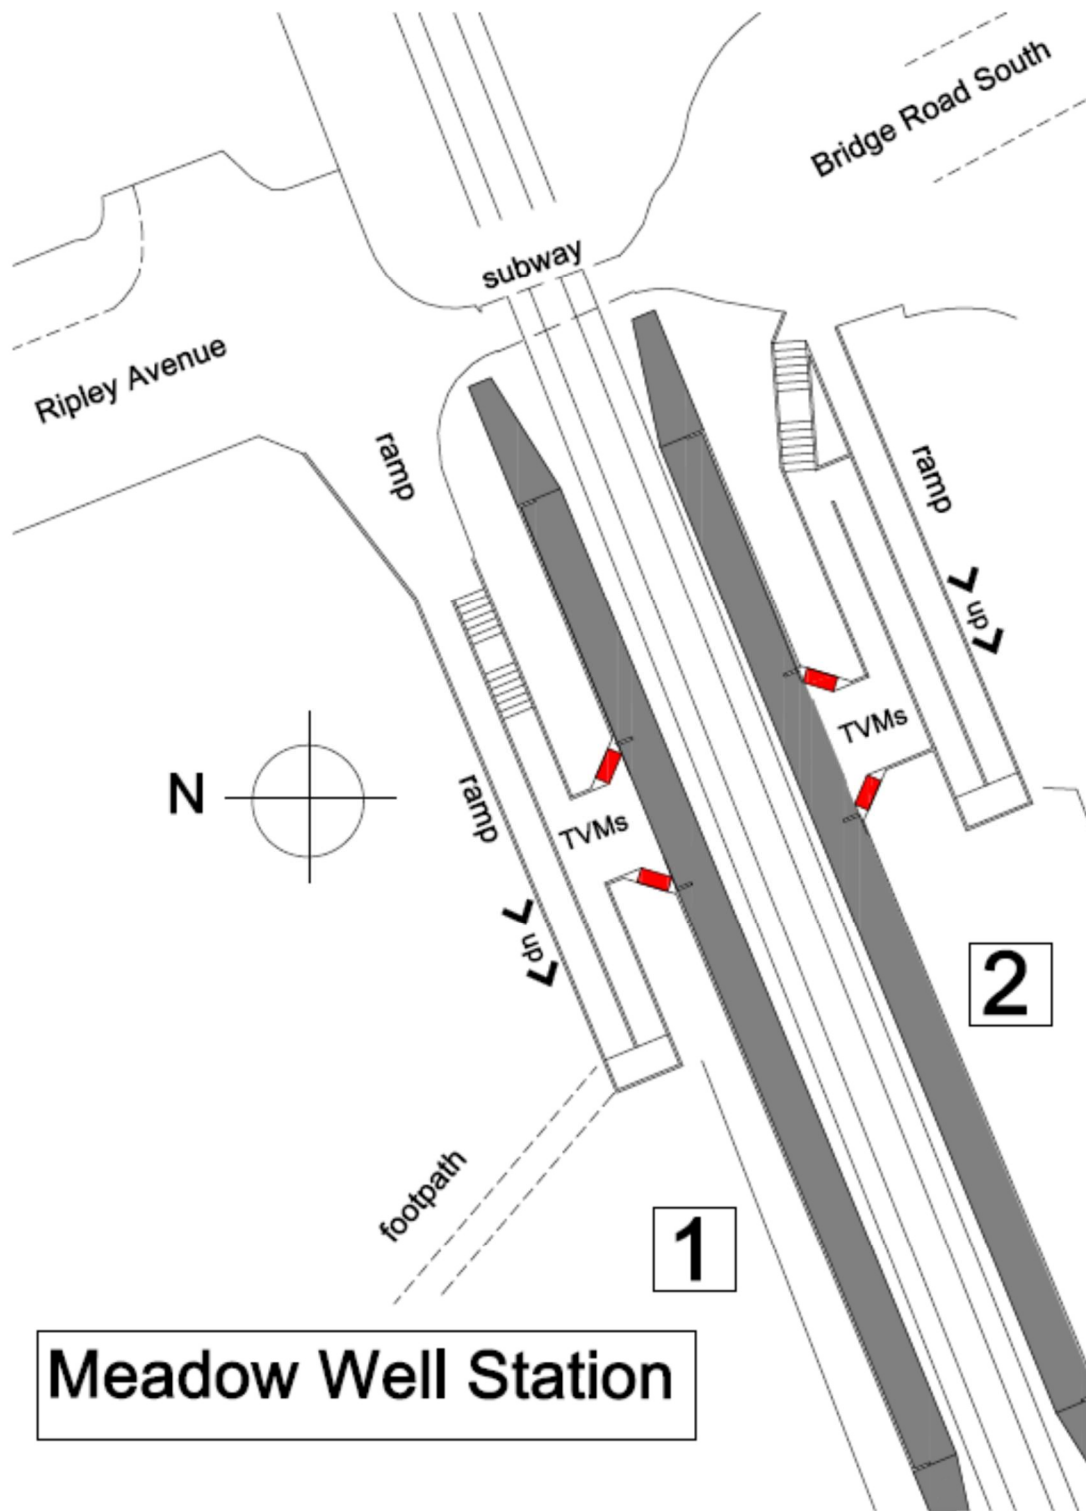 Bridge Road South
subway
Ripley Avenue
ramp
ramp
up
TVMs
N
ramp
TVMs
up
2
footpath
1
Meadow Well Station